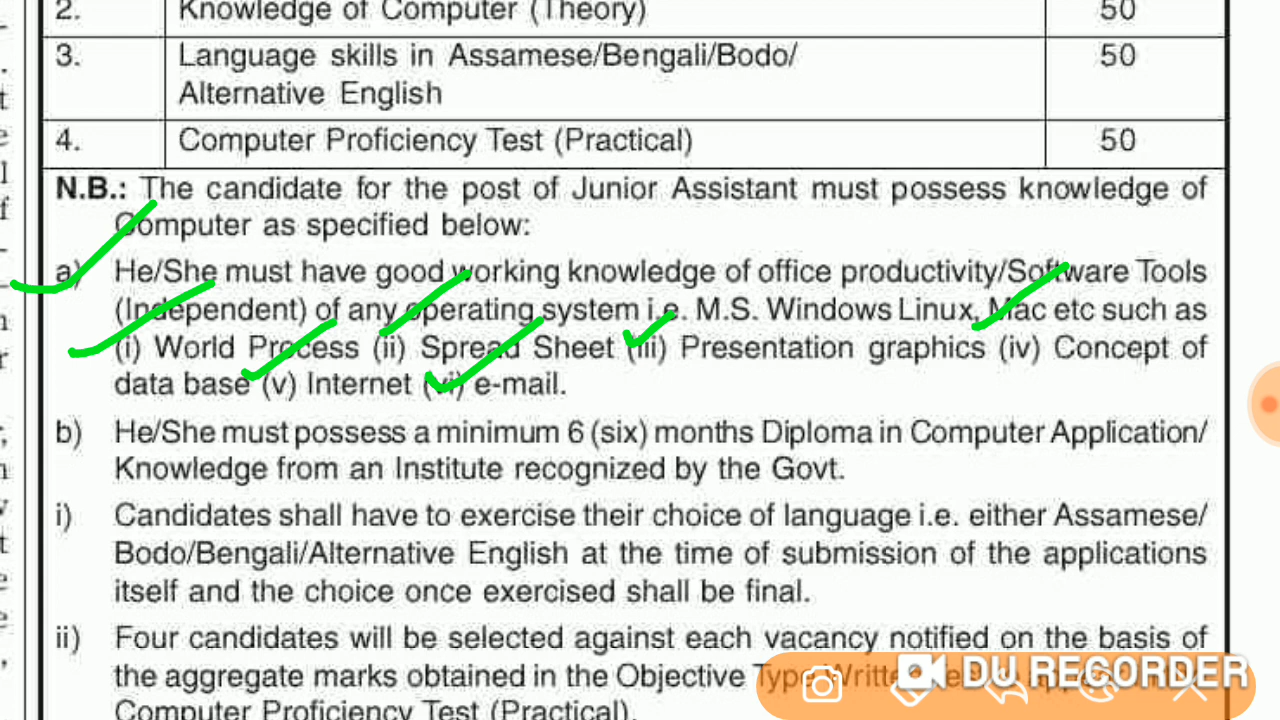 2. Knowledge of Computer (Theory) 50
3. Language skills in Assamese/Bengali/Bodo/ 50
Alternative English
4. Computer Proficiency Test (Practical) 50
N.B.: The candidate for the post of Junior Assistant must possess knowledge of
Computer as specified below:
a) He/She must have good working knowledge of office productivity/Software Tools
(Independent) of any operating system i.e. M.S. Windows Linux, Mac etc such as
(i) World Process (ii) Spread Sheet (iii) Presentation graphics (iv) Concept of
data base (v) Internet (vi) e-mail.
b) He/She must possess a minimum 6 (six) months Diploma in Computer Application/
Knowledge from an Institute recognized by the Govt.
i) Candidates shall have to exercise their choice of language i.e. either Assamese/
Bodo/Bengali/Alternative English at the time of submission of the applications
itself and the choice once exercised shall be final.
ii) Four candidates will be selected against each vacancy notified on the basis of
the aggregate marks obtained in the Objective Type
Computer Proficiency Test (Practical).
DU RECORDER